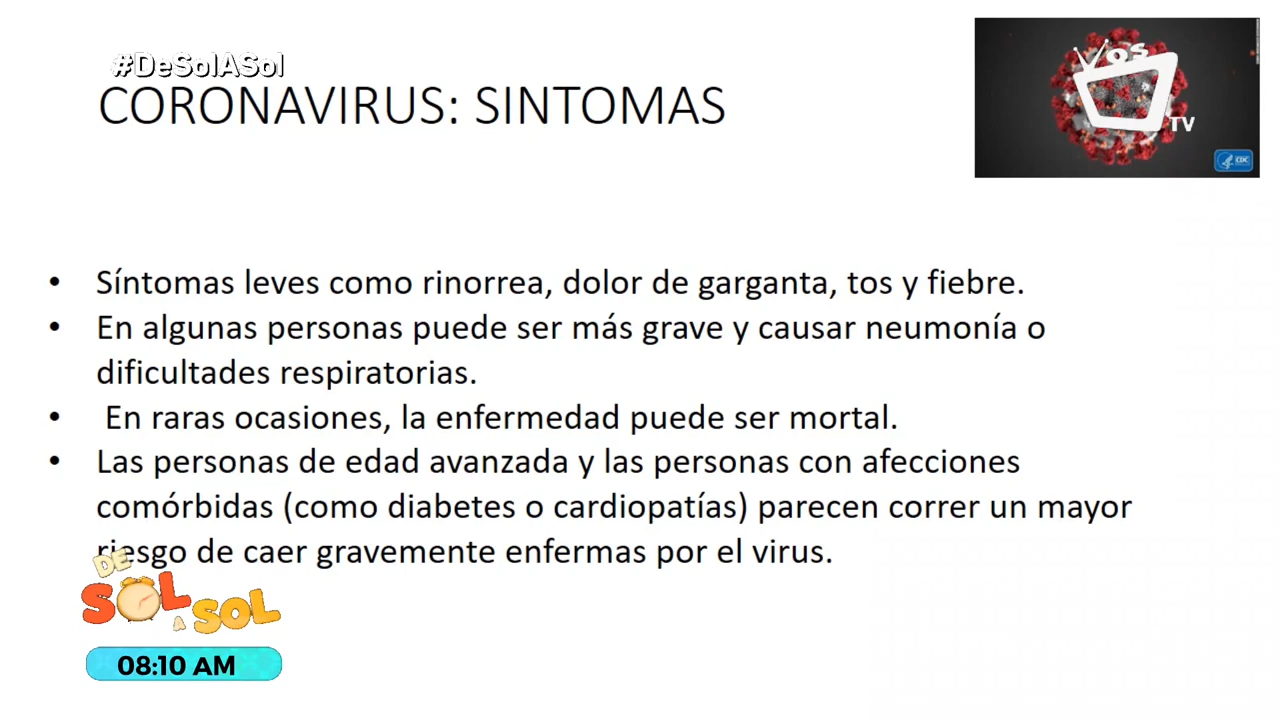 #DeSolASol
CORONAVIRUS: SINTOMAS
OS
TV
CDC
• Síntomas leves como rinorrea, dolor de garganta, tos y fiebre.
• En algunas personas puede ser más grave y causar neumonía o
dificultades respiratorias.
• En raras ocasiones, la enfermedad puede ser mortal.
• Las personas de edad avanzada y las personas con afecciones
comórbidas (como diabetes o cardiopatías) parecen correr un mayor
riesgo de caer gravemente enfermas por el virus.
DE
SOL
A SOL
08:10 AM